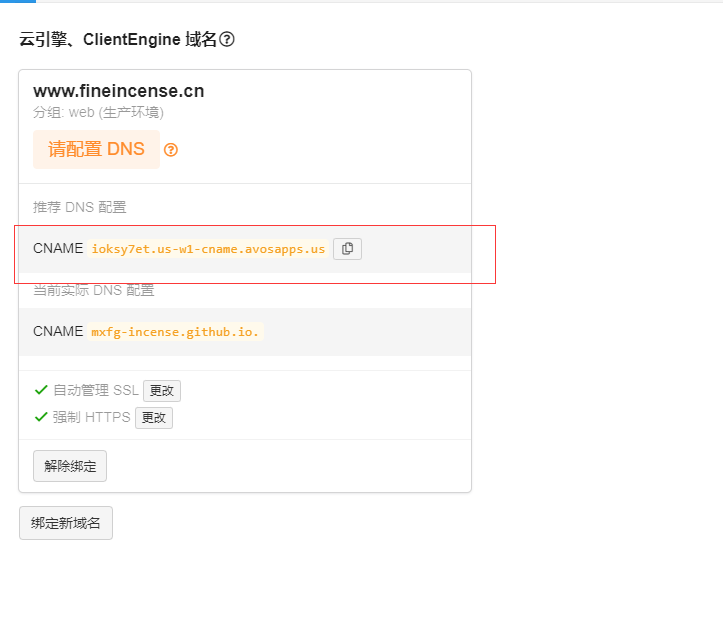 云引擎、ClientEngine 域名?
www.fineincense.cn
分组: web (生产环境)
请配置 DNS ?
推荐 DNS 配置
CNAME ioksy7et.us-w1-cname.avosapps.us
当前实际 DNS 配置
CNAME mxfg-incense.github.io.
自动管理 SSL 更改
强制 HTTPS 更改
解除绑定
绑定新域名